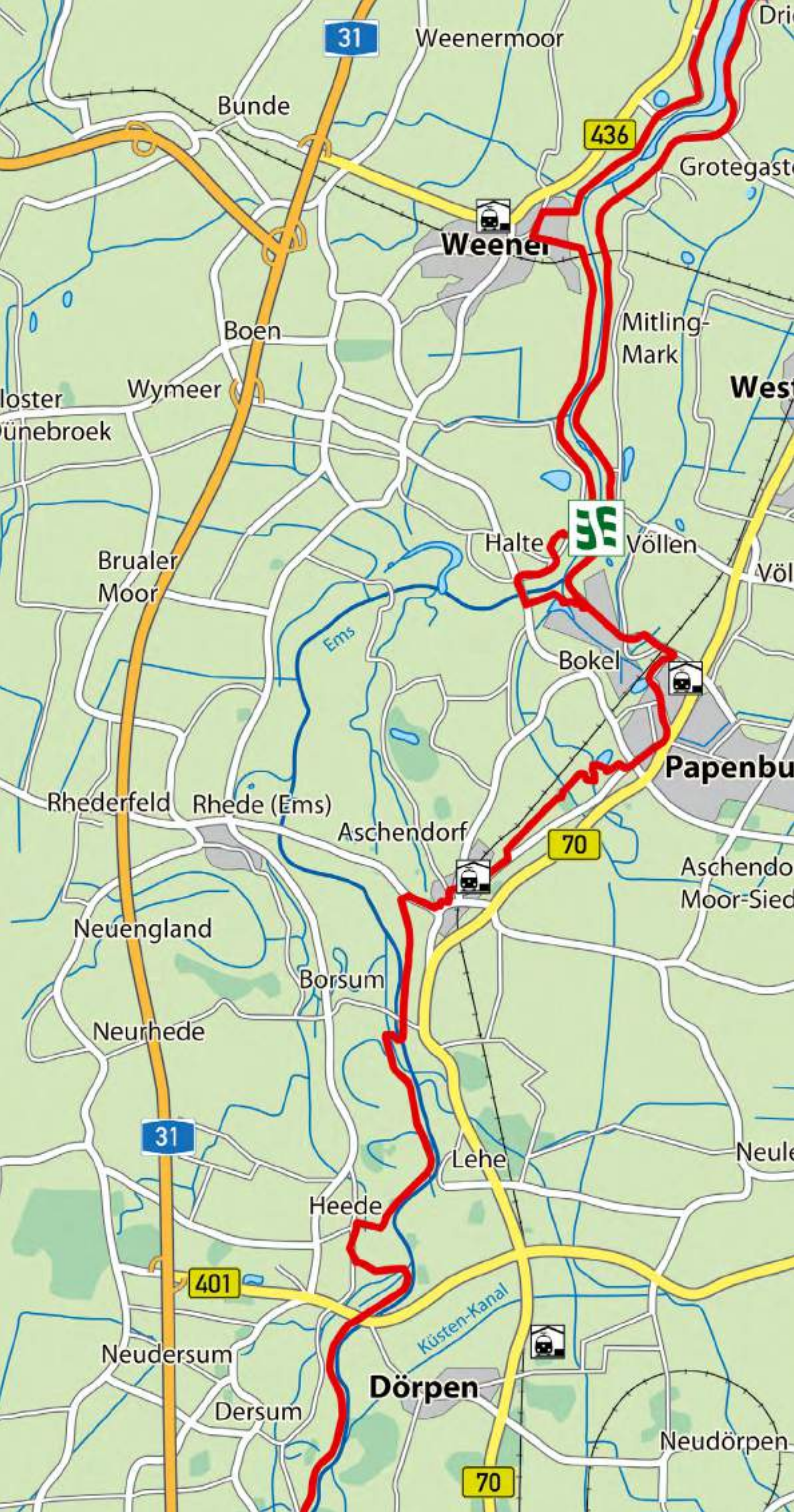 Drie
31
Weenermoor
Bunde
436
Grotegaste
Weener
Mitling-
Mark
Boen
West
Wymeer
loster
ünebroek
Halte
Völlen
Brualer
Moor
Völ
Ems
Bokel
Papenbu
Rhederfeld
Rhede (Ems)
Aschendorf
70
Aschendo
Moor-Sied
Neuengland
Borsum
Neurhede
31
Lehe
Neule
Heede
401
Küsten-Kanal
Neudersum
Dörpen
Dersum
Neudörpen
70